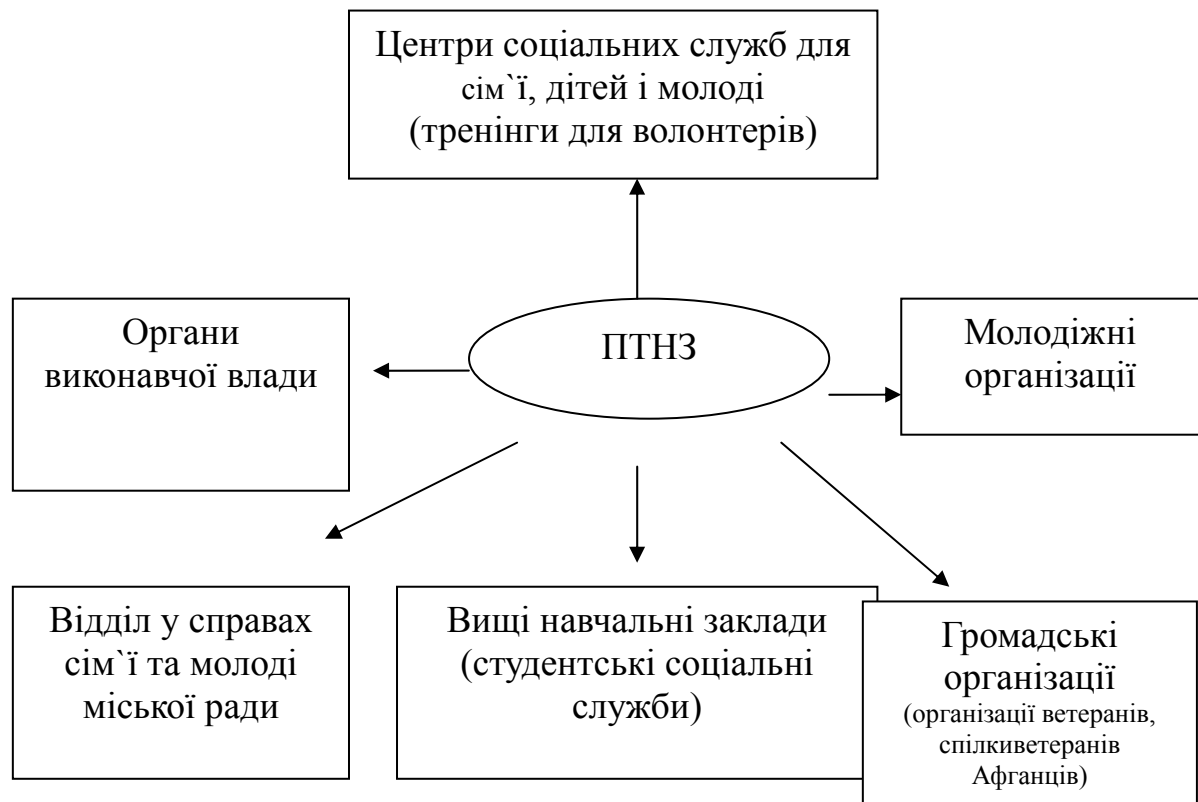 Центри соціальних служб для
сім`ї, дітей і молоді
(тренінги для волонтерів)
Органи
виконавчої влади
ПТНЗ
Молодіжні
організації
Відділ у справах
сім`ї та молоді
міської ради
Вищі навчальні заклади
(студентські соціальні
служби)
Громадські
організації
(організації ветеранів,
спілкиветеранів
Афганців)